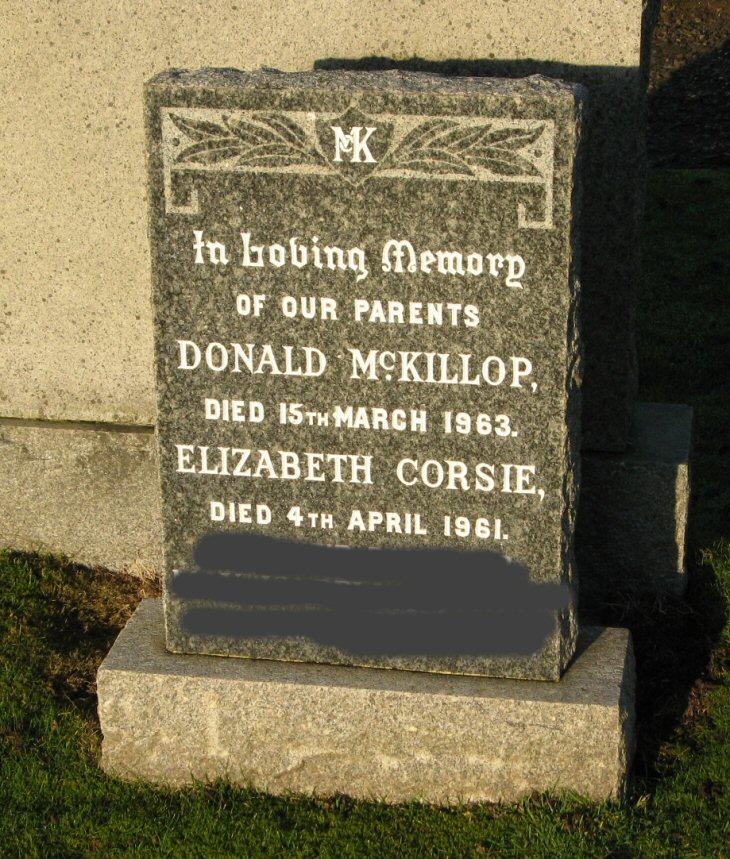 McK
In Loving Memory
OF OUR PARENTS
DONALD McKILLOP,
DIED 15TH MARCH 1963.
ELIZABETH CORSIE,
DIED 4TH APRIL 1961.